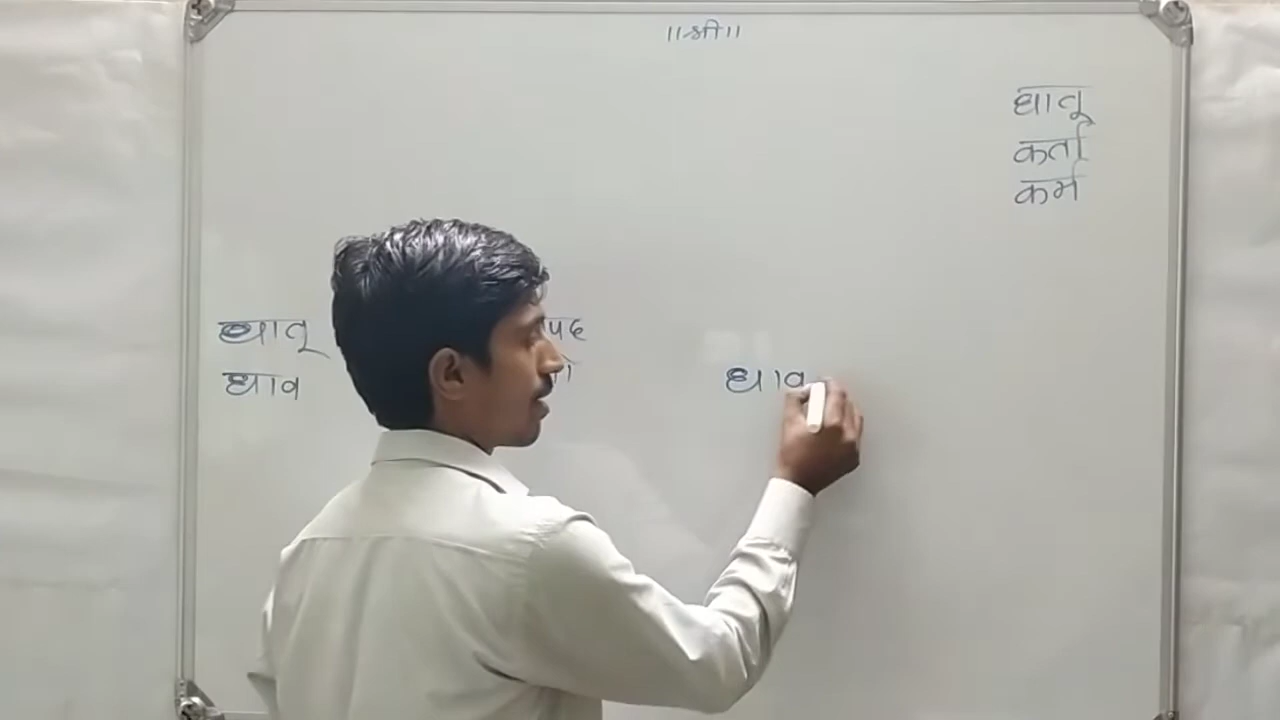 ॥श्री॥
धातू
कर्ता
कर्म
धातू
धाव
धाव